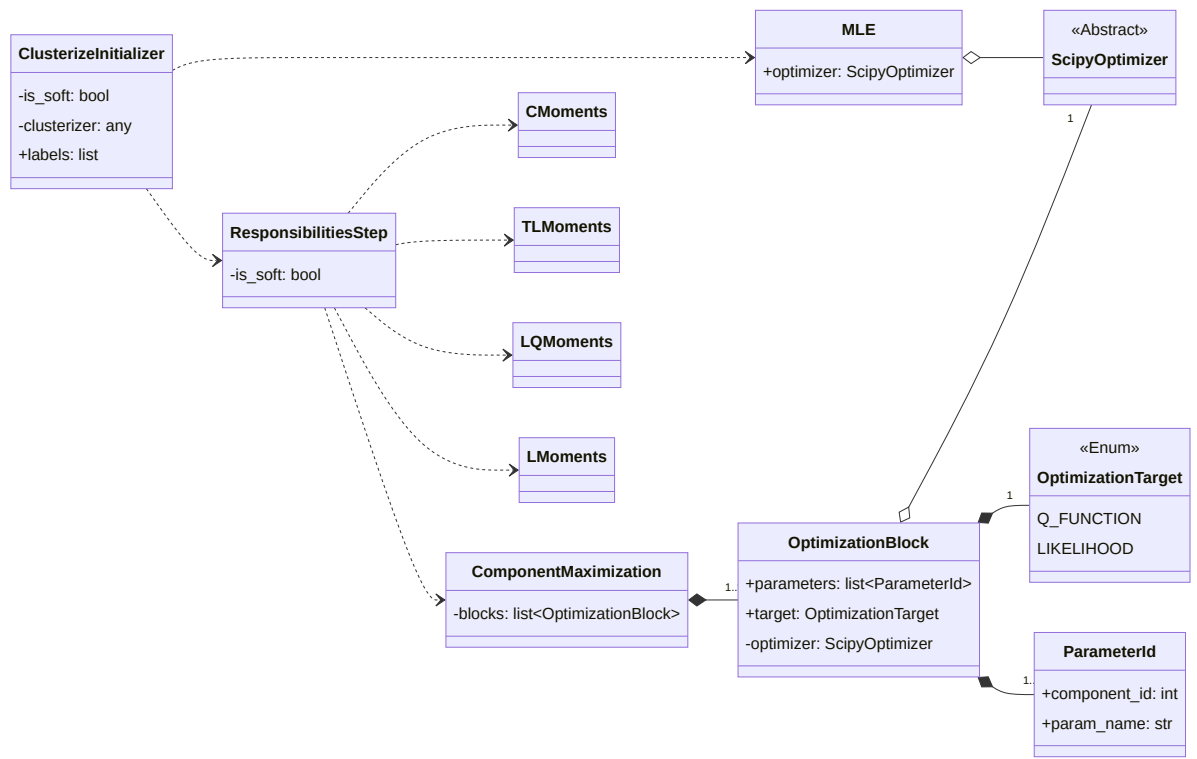 ClusterizeInitializer
-is_soft: bool
-clusterizer: any
+labels: list
MLE
+optimizer: ScipyOptimizer
«Abstract»
ScipyOptimizer
1
CMoments
ResponsibilitiesStep
-is_soft: bool
TLMoments
LQMoments
LMoments
ComponentMaximization
-blocks: list<OptimizationBlock>
1..
OptimizationBlock
+parameters: list<ParameterId>
+target: OptimizationTarget
-optimizer: ScipyOptimizer
1
«Enum»
OptimizationTarget
Q_FUNCTION
LIKELIHOOD
1..
ParameterId
+component_id: int
+param_name: str